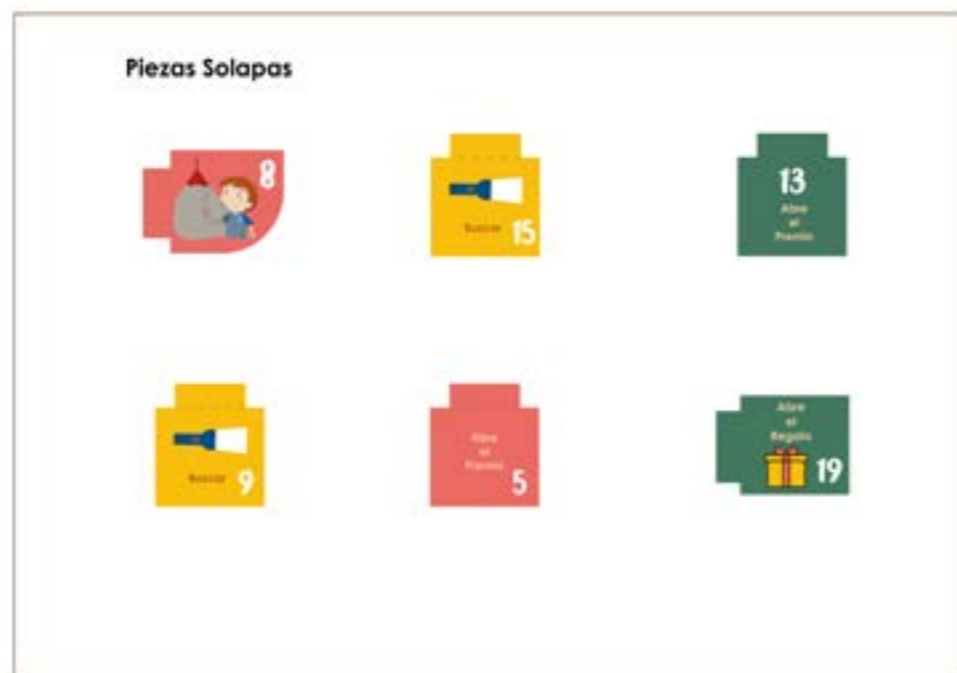 Piezas Solapas
8
Buscar 15
13
Abre
el
Premio
Buscar 9
Abre
el
Premio
5
Abre
el
Regalo
19